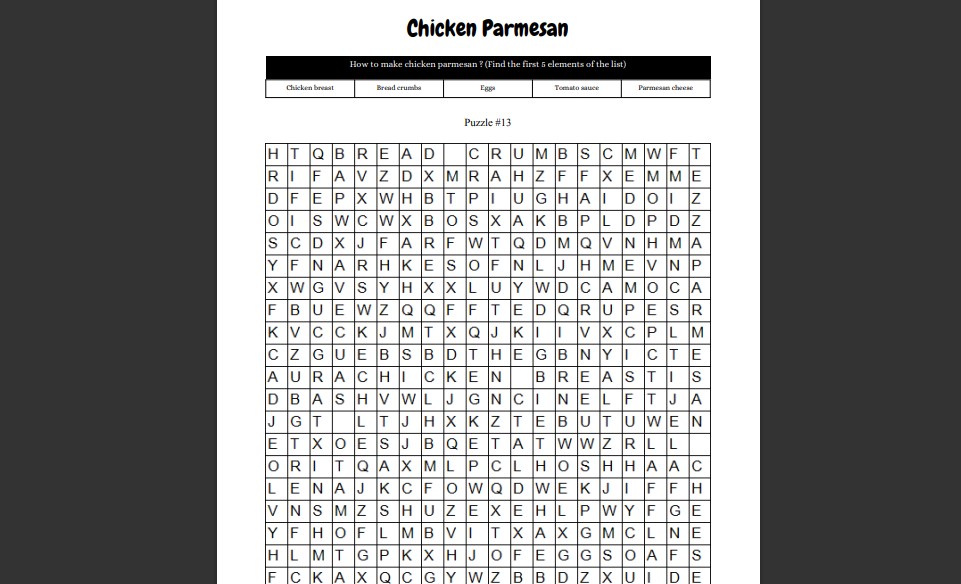 Chicken Parmesan
How to make chicken parmesan ? (Find the first 5 elements of the list)
Chicken breast Bread crumbs Eggs Tomato sauce Parmesan cheese
Puzzle #13
H T Q B R E A D C R U M B S C M W F T
R I F A V Z D X M R A H Z F F X E M M E
D F E P X W H B T P I U G H A I D O I Z
O I S W C W X B O S X A K B P L D P D Z
S C D X J F A R F W T Q D M Q V N H M A
Y F N A R H K E S O F N L J H M E V N P
X W G V S Y H X X L U Y W D C A M O C A
F B U E W Z Q Q F F T E D Q R U P E S R
K V C C K J M T X Q J K I I V X C P L M
C Z G U E B S B D T H E G B N Y I C T E
A U R A C H I C K E N B R E A S T I S
D B A S H V W L J G N C I N E L F T J A
J G T L T J H X K Z T E B U T U W E N
E T X O E S J B Q E T A T W W Z R L L
O R I T Q A X M L P C L H O S H H A A C
L E N A J K C F O W Q D W E K J I F F H
V N S M Z S H U Z E X E H L P W Y F G E
Y F H O F L M B V I T X A X G M C L N E
H L M T G P K X H J O F E G G S O A F S
F C K A X Q C G Y W Z B B D Z X U I D E